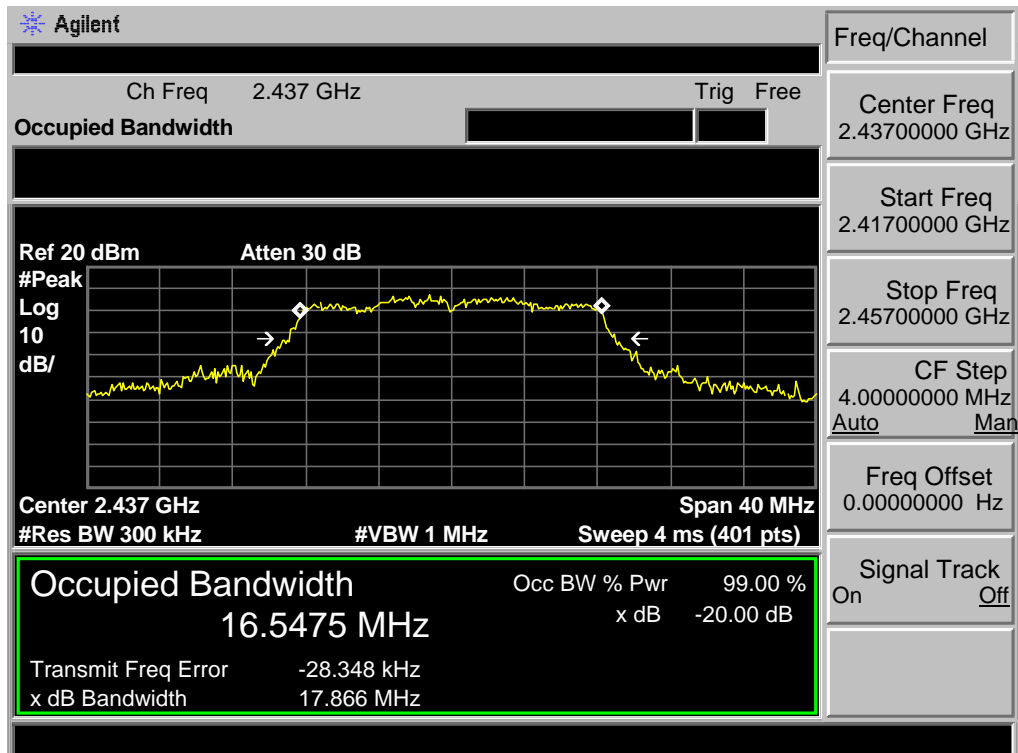 Agilent
Freq/Channel
Ch Freq 2.437 GHz Trig Free
Occupied Bandwidth
Center Freq
2.43700000 GHz
Start Freq
2.41700000 GHz
Ref 20 dBm Atten 30 dB
#Peak
Log
10
dB/
Stop Freq
2.45700000 GHz
CF Step
4.00000000 MHz
Auto Man
Center 2.437 GHz Span 40 MHz
#Res BW 300 kHz #VBW 1 MHz Sweep 4 ms (401 pts)
Freq Offset
0.00000000 Hz
Occupied Bandwidth Occ BW % Pwr 99.00 %
16.5475 MHz x dB -20.00 dB
Signal Track
On Off
Transmit Freq Error -28.348 kHz
x dB Bandwidth 17.866 MHz